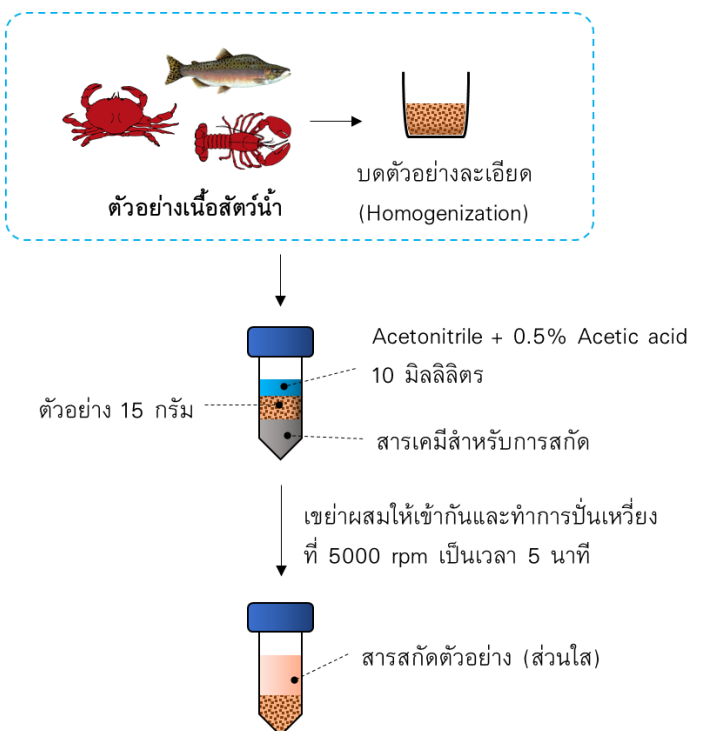 ตัวอย่างเนื้อสัตว์น้ำ
บดตัวอย่างละเอียด
(Homogenization)
Acetonitrile + 0.5% Acetic acid
10 มิลลิลิตร
ตัวอย่าง 15 กรัม
สารเคมีสำหรับการสกัด
เขย่าผสมให้เข้ากันและทำการปั่นเหวี่ยง
ที่ 5000 rpm เป็นเวลา 5 นาที
สารสกัดตัวอย่าง (ส่วนใส)